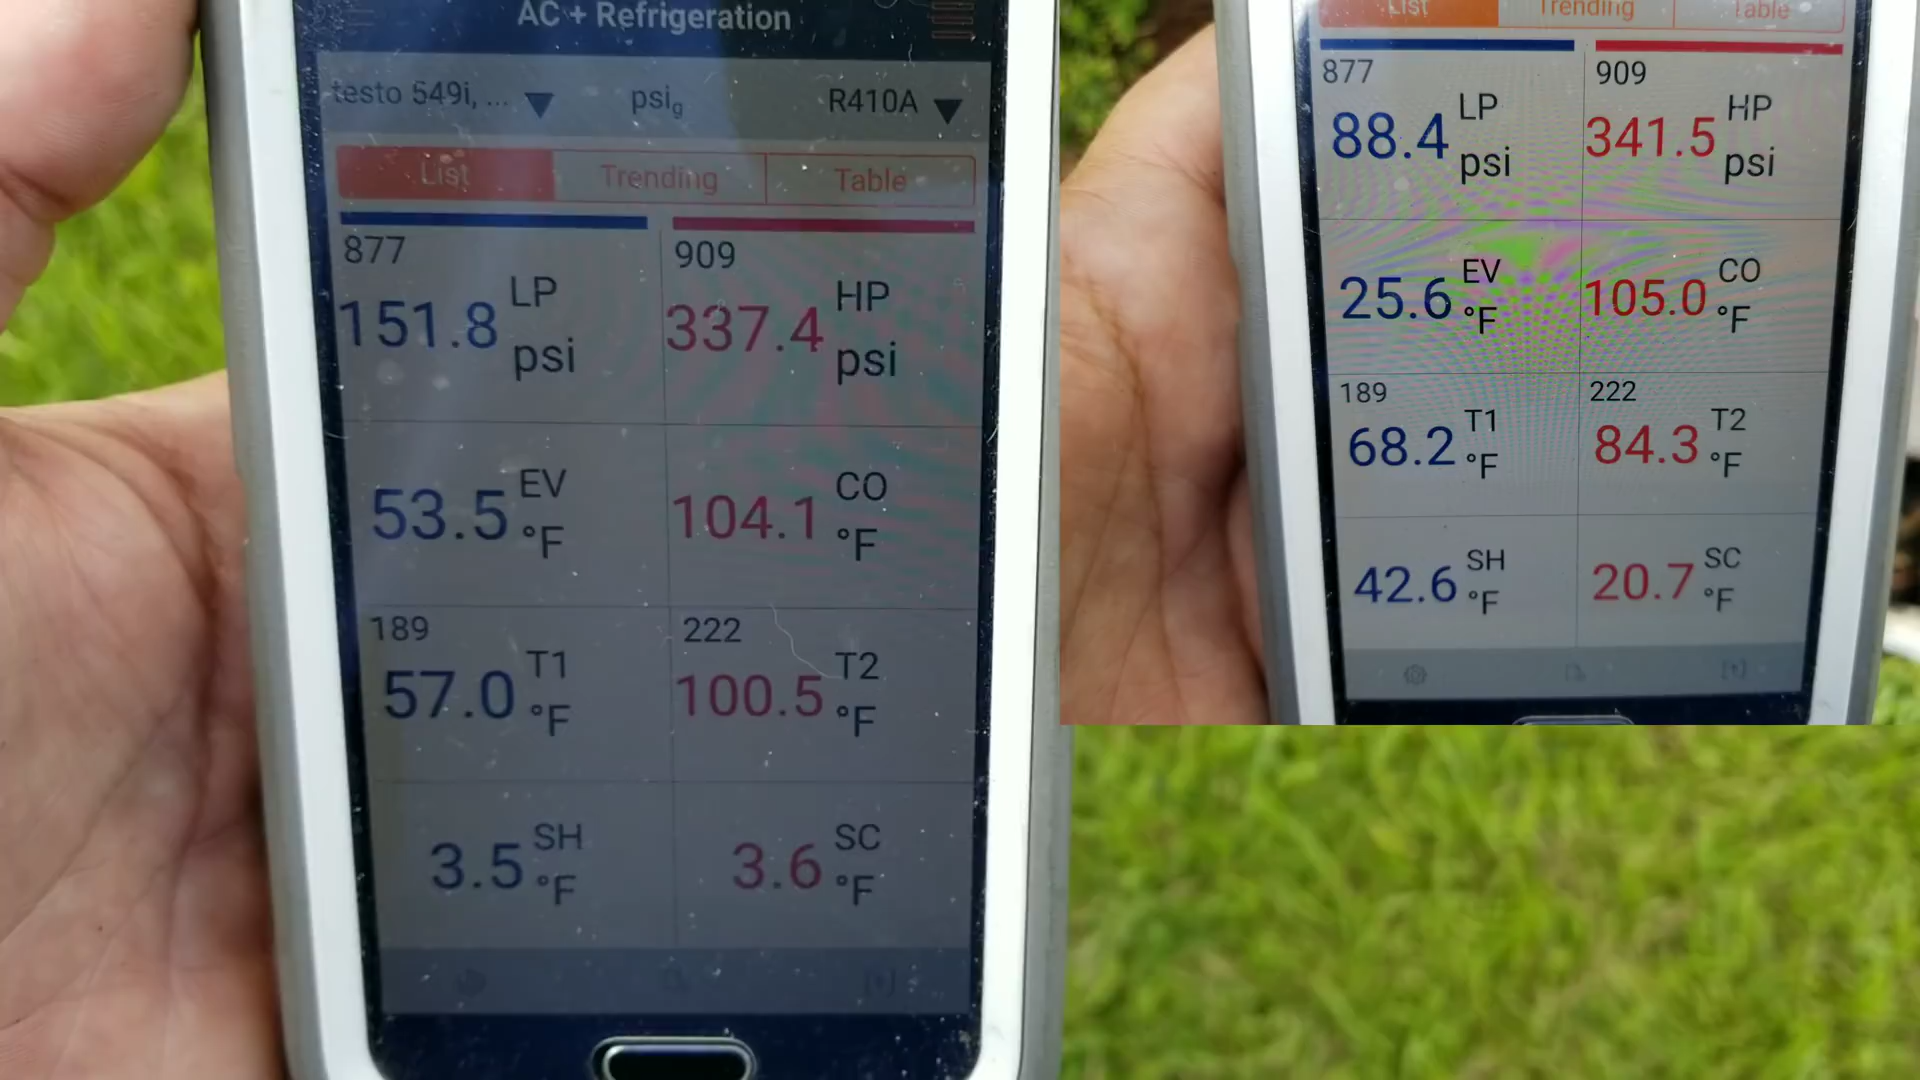 AC + Refrigeration
testo 549i, ... psig R410A
List Trending Table
877 909
151.8 LP psi 337.4 HP psi
53.5 EV °F 104.1 CO °F
189 222
57.0 T1 °F 100.5 T2 °F
3.5 SH °F 3.6 SC °F
List Trending Table
877 909
88.4 LP psi 341.5 HP psi
25.6 EV °F 105.0 CO °F
189 222
68.2 T1 °F 84.3 T2 °F
42.6 SH °F 20.7 SC °F